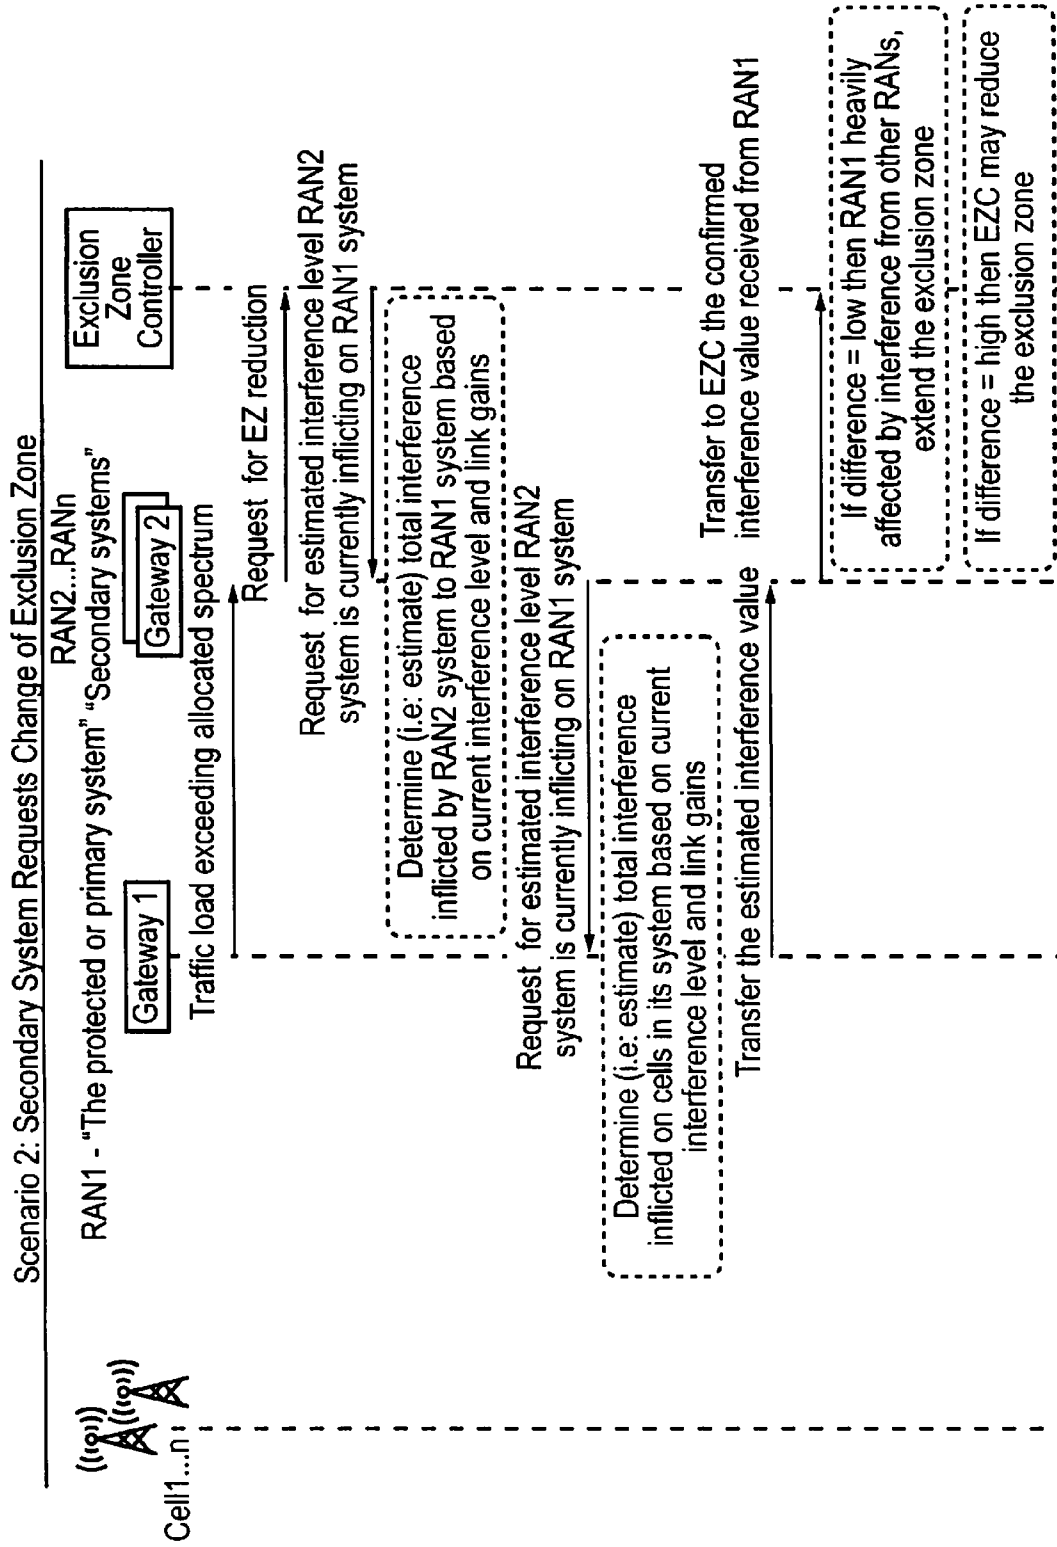 Scenario 2: Secondary System Requests Change of Exclusion Zone
RAN2...RANn
RAN1 - "The protected or primary system" "Secondary systems"
Cell1...n
Gateway 1
Gateway 2
Exclusion
Zone
Controller
Traffic load exceeding allocated spectrum
Request for EZ reduction
Request for estimated interference level RAN2
system is currently inflicting on RAN1 system
Determine (i.e: estimate) total interference
inflicted by RAN2 system to RAN1 system based
on current interference level and link gains
Request for estimated interference level RAN2
system is currently inflicting on RAN1 system
Determine (i.e: estimate) total interference
inflicted on cells in its system based on current
interference level and link gains
Transfer the estimated interference value
Transfer to EZC the confirmed
interference value received from RAN1
If difference = low then RAN1 heavily
affected by interference from other RANs,
extend the exclusion zone
If difference = high then EZC may reduce
the exclusion zone